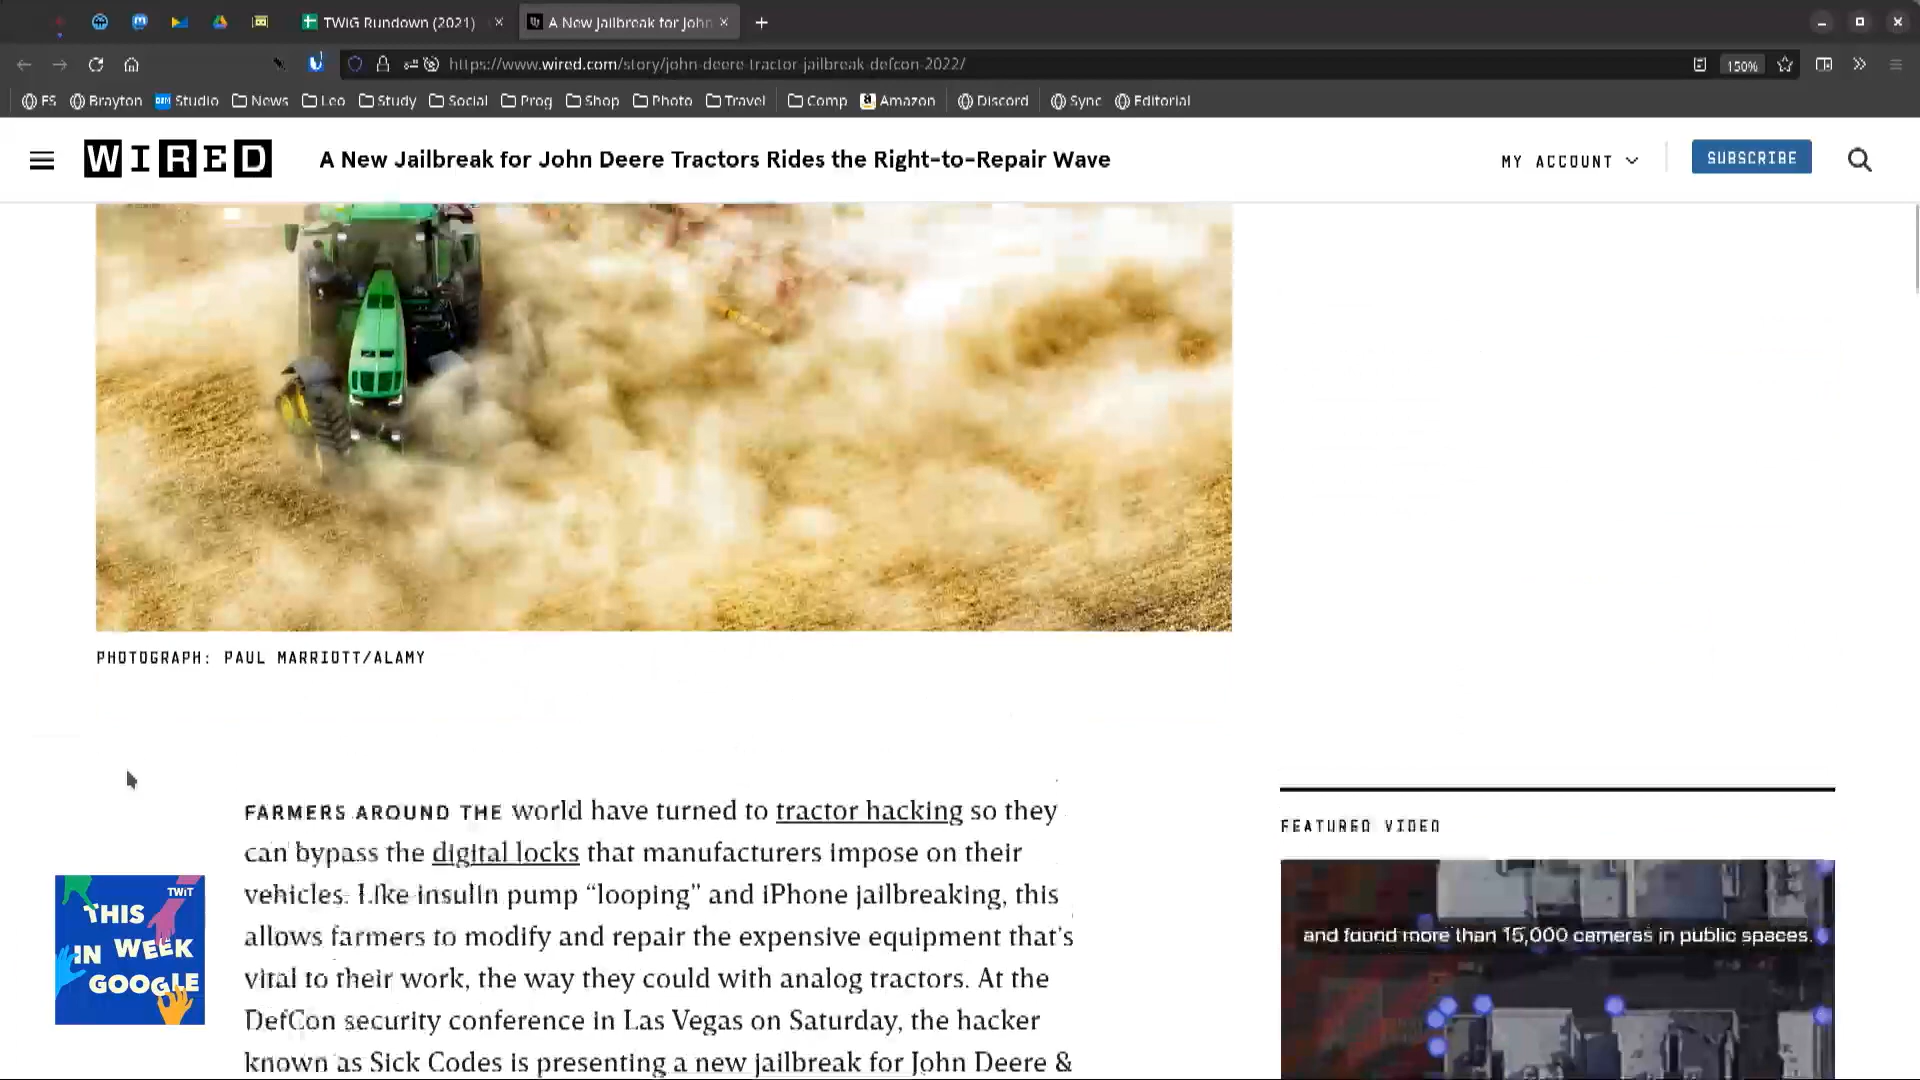 TWiG Rundown (2021)
A New Jailbreak for John
https://www.wired.com/story/john-deere-tractor-jailbreak-defcon-2022/
150%
FS Brayton Studio News Leo Study Social Prog Shop Photo Travel Comp Amazon Discord Sync Editorial
WIRED
A New Jailbreak for John Deere Tractors Rides the Right-to-Repair Wave
MY ACCOUNT
SUBSCRIBE
PHOTOGRAPH: PAUL MARRIOTT/ALAMY
FARMERS AROUND THE world have turned to tractor hacking so they
can bypass the digital locks that manufacturers impose on their
vehicles. Like insulin pump “looping” and iPhone jailbreaking, this
allows farmers to modify and repair the expensive equipment that’s
vital to their work, the way they could with analog tractors. At the
DefCon security conference in Las Vegas on Saturday, the hacker
known as Sick Codes is presenting a new jailbreak for John Deere &
FEATURED VIDEO
and found more than 15,000 cameras in public spaces.
TWiT
THIS
IN WEEK
GOOGLE